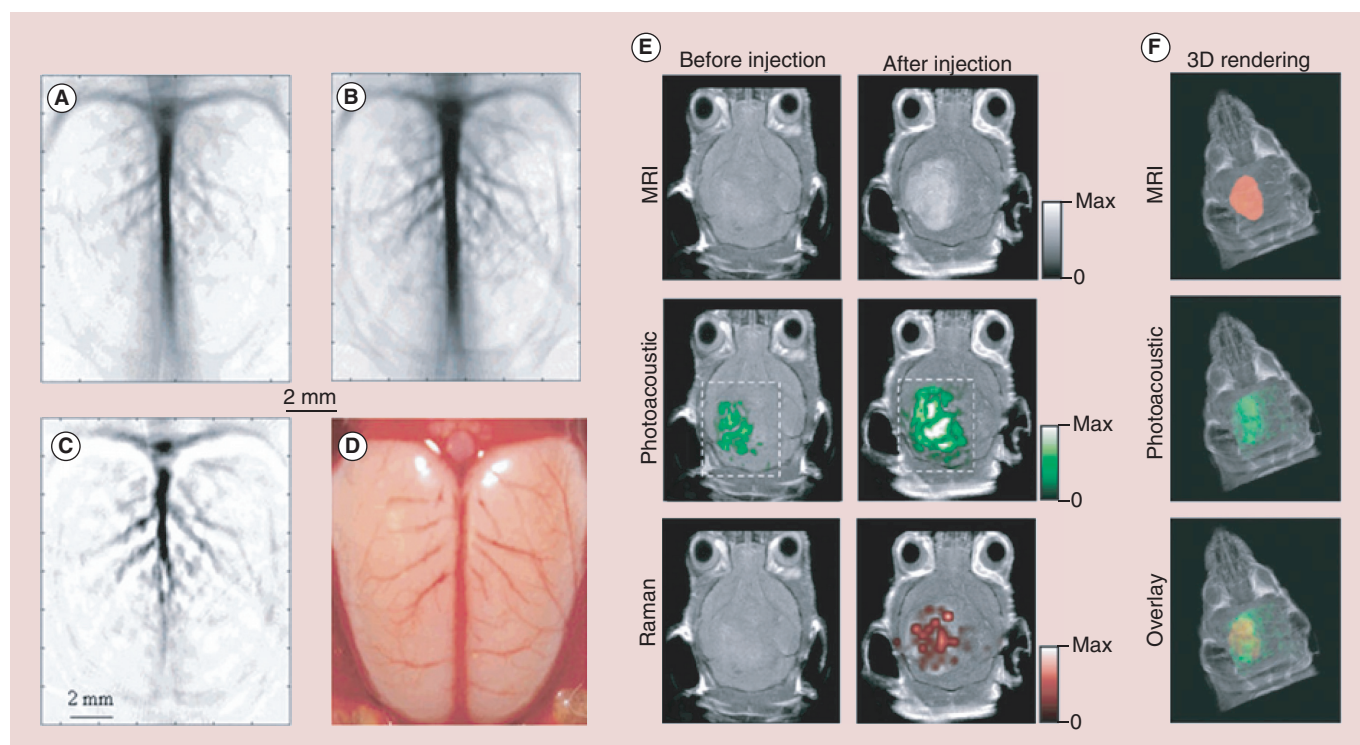 A
B
2 mm
C
2 mm
D
E
Before injection
After injection
MRI
Max
0
Photoacoustic
Max
0
Raman
Max
0
F
3D rendering
MRI
Photoacoustic
Overlay